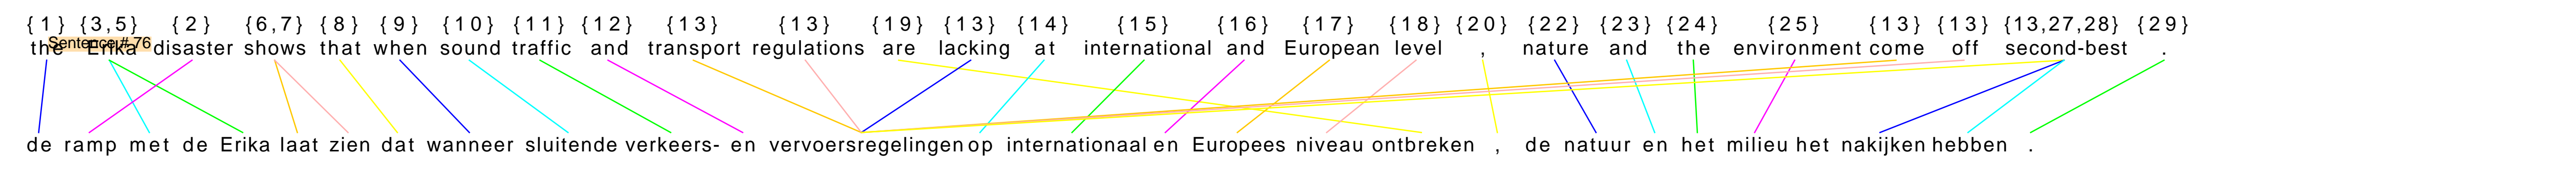 {1} {3,5} {2} {6,7} {8} {9} {10} {11} {12} {13} {13} {19} {13} {14} {15} {16} {17} {18} {20} {22} {23} {24} {25} {13} {13} {13,27,28} {29}
Sentence # 76
the Erika disaster shows that when sound traffic and transport regulations are lacking at international and European level , nature and the environment come off second-best .
de ramp met de Erika laat zien dat wanneer sluitende verkeers- en vervoersregelingen op internationaal en Europees niveau ontbreken , de natuur en het milieu het nakijken hebben .